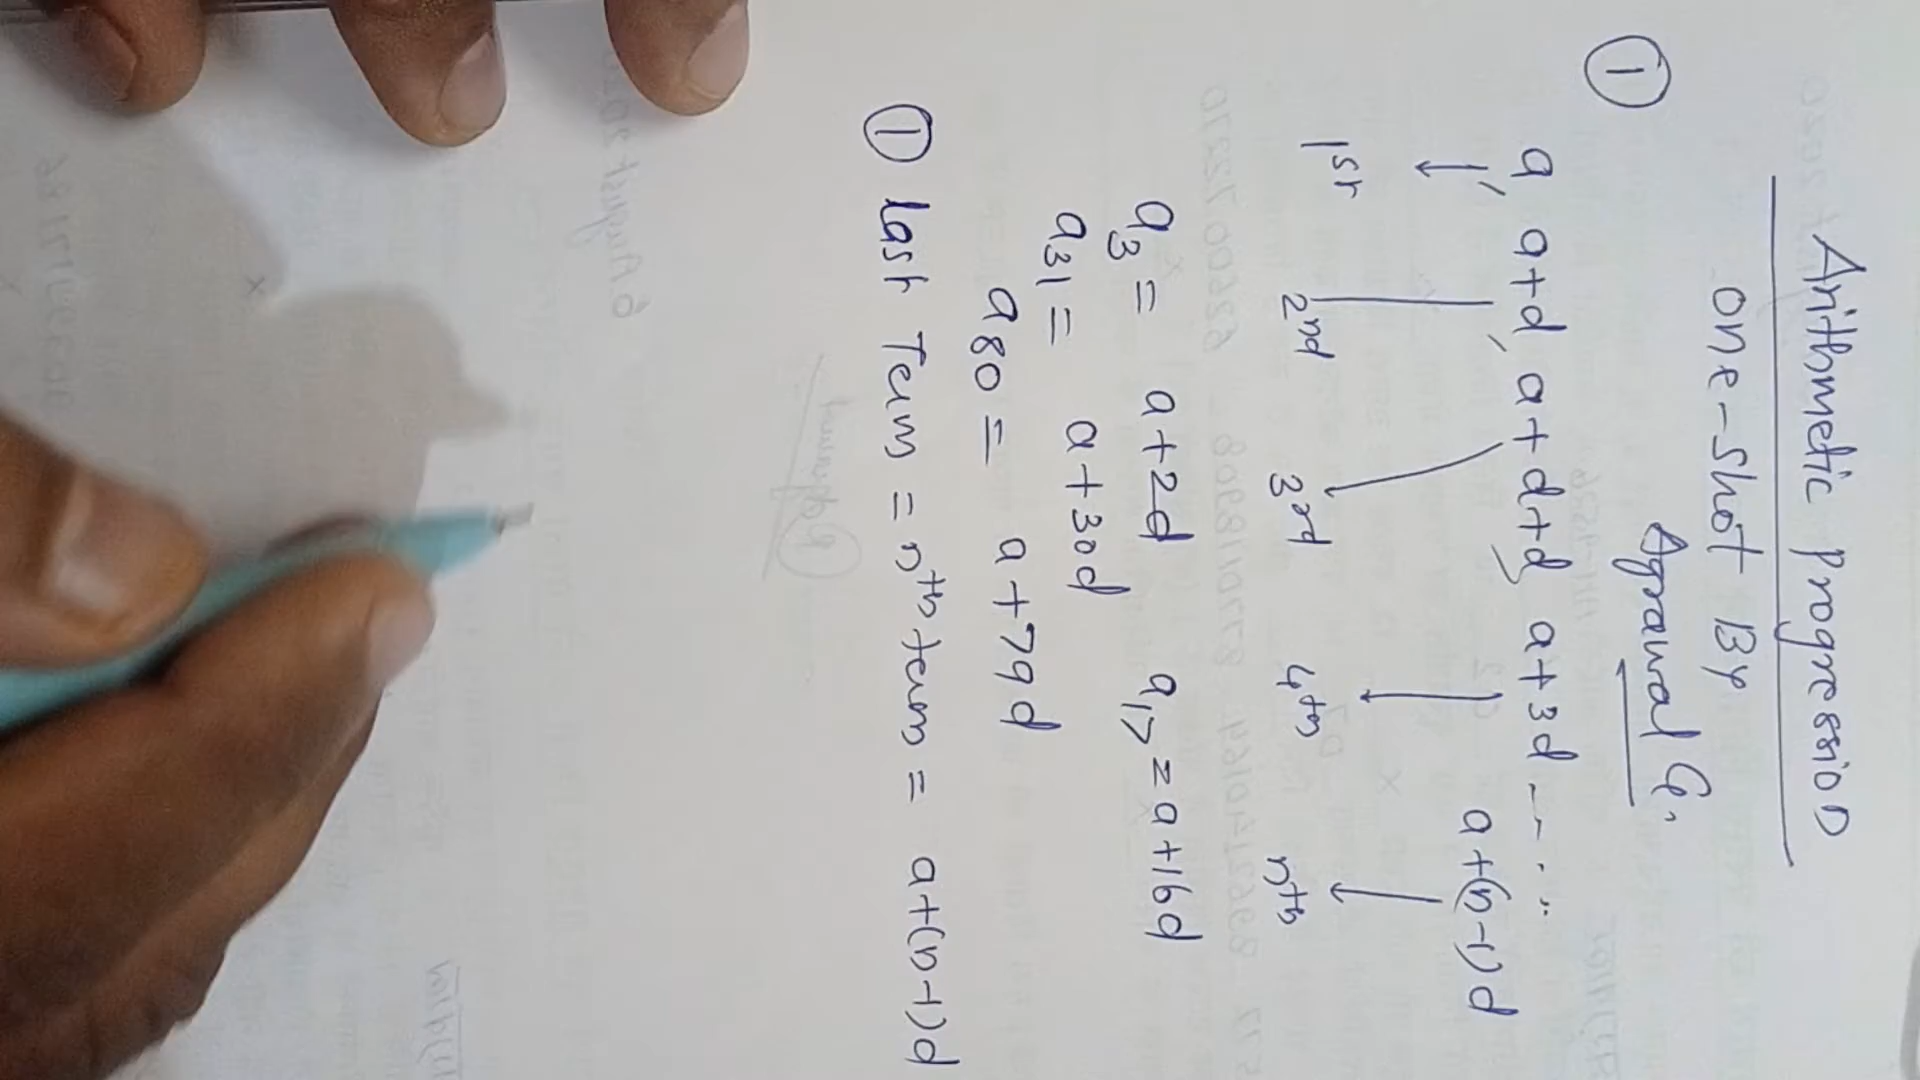 Arithmetic progression
one-shot By
Agrawal G.
①
a, a+d, a+d+d, a+3d -- ...
a+(n-1)d
1st 2nd 3rd 4th nth
a3 = a+2d a17 = a+16d
a31 = a+30d
a80 = a+79d
① last Term = nth term = a+(n-1)d